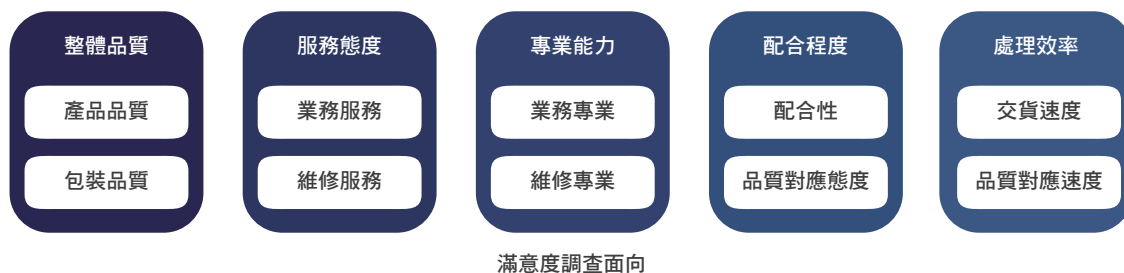 整體品質
產品品質
包裝品質
服務態度
業務服務
維修服務
專業能力
業務專業
維修專業
配合程度
配合性
品質對應態度
處理效率
交貨速度
品質對應速度
滿意度調查面向